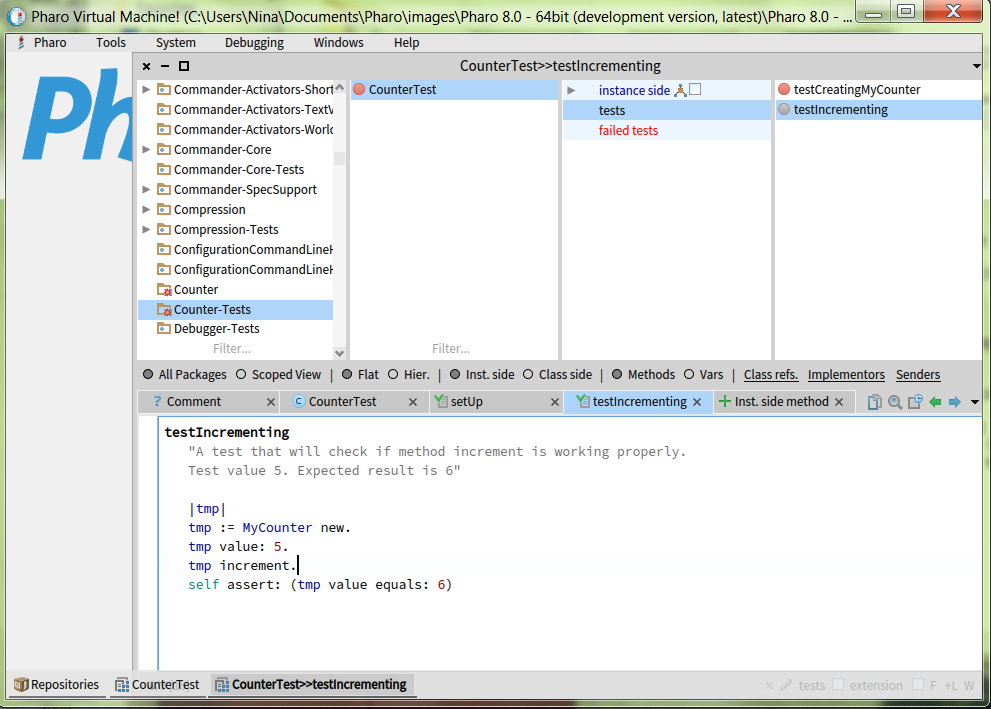 Pharo Virtual Machine! (C:\Users\Nina\Documents\Pharo\images\Pharo 8.0 - 64bit (development version, latest)\Pharo 8.0 - ...
Pharo Tools System Debugging Windows Help
Ph
CounterTest>>testIncrementing
Commander-Activators-Short
Commander-Activators-TextV
Commander-Activators-World
Commander-Core
Commander-Core-Tests
Commander-SpecSupport
Compression
Compression-Tests
ConfigurationCommandLineH
ConfigurationCommandLineH
Counter
Counter-Tests
Debugger-Tests
Filter...
CounterTest
Filter...
instance side
tests
failed tests
testCreatingMyCounter
testIncrementing
All Packages Scoped View | Flat Hier. | Inst. side Class side | Methods Vars | Class refs. Implementors Senders
? Comment × C CounterTest × setUp × testIncrementing × + Inst. side method ×
testIncrementing
"A test that will check if method increment is working properly.
Test value 5. Expected result is 6"
|tmp|
tmp := MyCounter new.
tmp value: 5.
tmp increment.
self assert: (tmp value equals: 6)
Repositories CounterTest CounterTest>>testIncrementing
tests extension F +L W